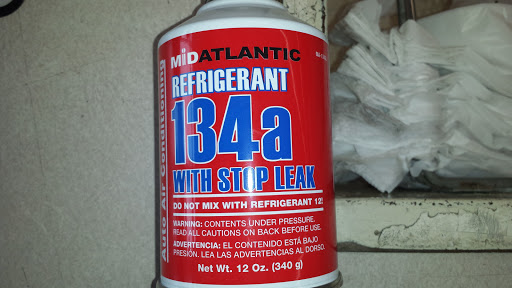 MiDATLANTIC
REFRIGERANT
134a
WITH STOP LEAK
DO NOT MIX WITH REFRIGERANT 12!
WARNING: CONTENTS UNDER PRESSURE.
READ ALL CAUTIONS ON BACK BEFORE USE.
ADVERTENCIA: EL CONTENIDO ESTÁ BAJO
PRESIÓN. LEA LAS ADVERTENCIAS AL DORSO.
Net Wt. 12 Oz. (340 g)
Auto Air Conditioning